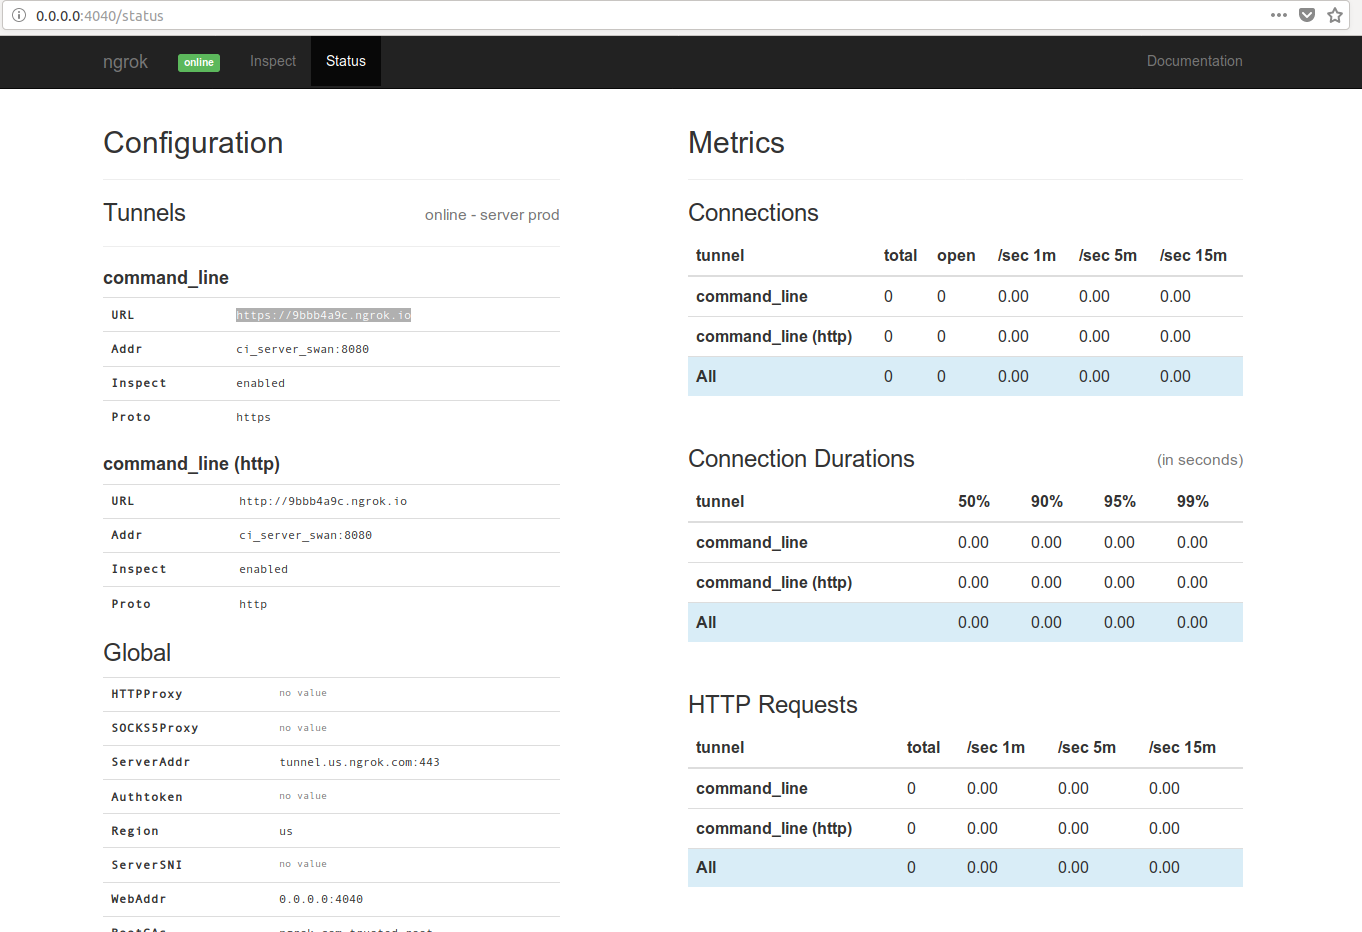 0.0.0.0:4040/status
ngrok online Inspect Status Documentation
Configuration
Tunnels online - server prod
command_line
URL https://9bbb4a9c.ngrok.io
Addr ci_server_swan:8080
Inspect enabled
Proto https
command_line (http)
URL http://9bbb4a9c.ngrok.io
Addr ci_server_swan:8080
Inspect enabled
Proto http
Global
HTTPProxy no value
SOCKS5Proxy no value
ServerAddr tunnel.us.ngrok.com:443
Authtoken no value
Region us
ServerSNI no value
WebAddr 0.0.0.0:4040
Metrics
Connections
tunnel total open /sec 1m /sec 5m /sec 15m
command_line 0 0 0.00 0.00 0.00
command_line (http) 0 0 0.00 0.00 0.00
All 0 0 0.00 0.00 0.00
Connection Durations (in seconds)
tunnel 50% 90% 95% 99%
command_line 0.00 0.00 0.00 0.00
command_line (http) 0.00 0.00 0.00 0.00
All 0.00 0.00 0.00 0.00
HTTP Requests
tunnel total /sec 1m /sec 5m /sec 15m
command_line 0 0.00 0.00 0.00
command_line (http) 0 0.00 0.00 0.00
All 0 0.00 0.00 0.00